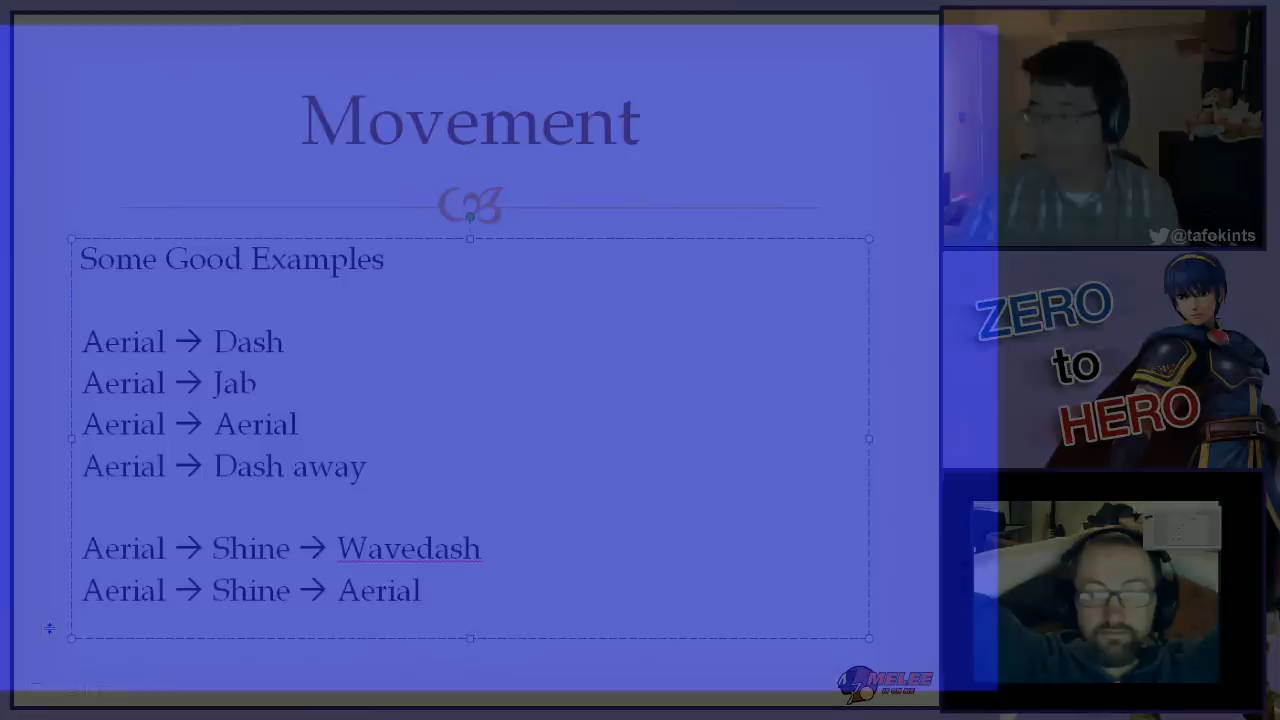 Movement
Some Good Examples
Aerial → Dash
Aerial → Jab
Aerial → Aerial
Aerial → Dash away
Aerial → Shine → Wavedash
Aerial → Shine → Aerial
@tafokints
ZERO
to
HERO
MELEE